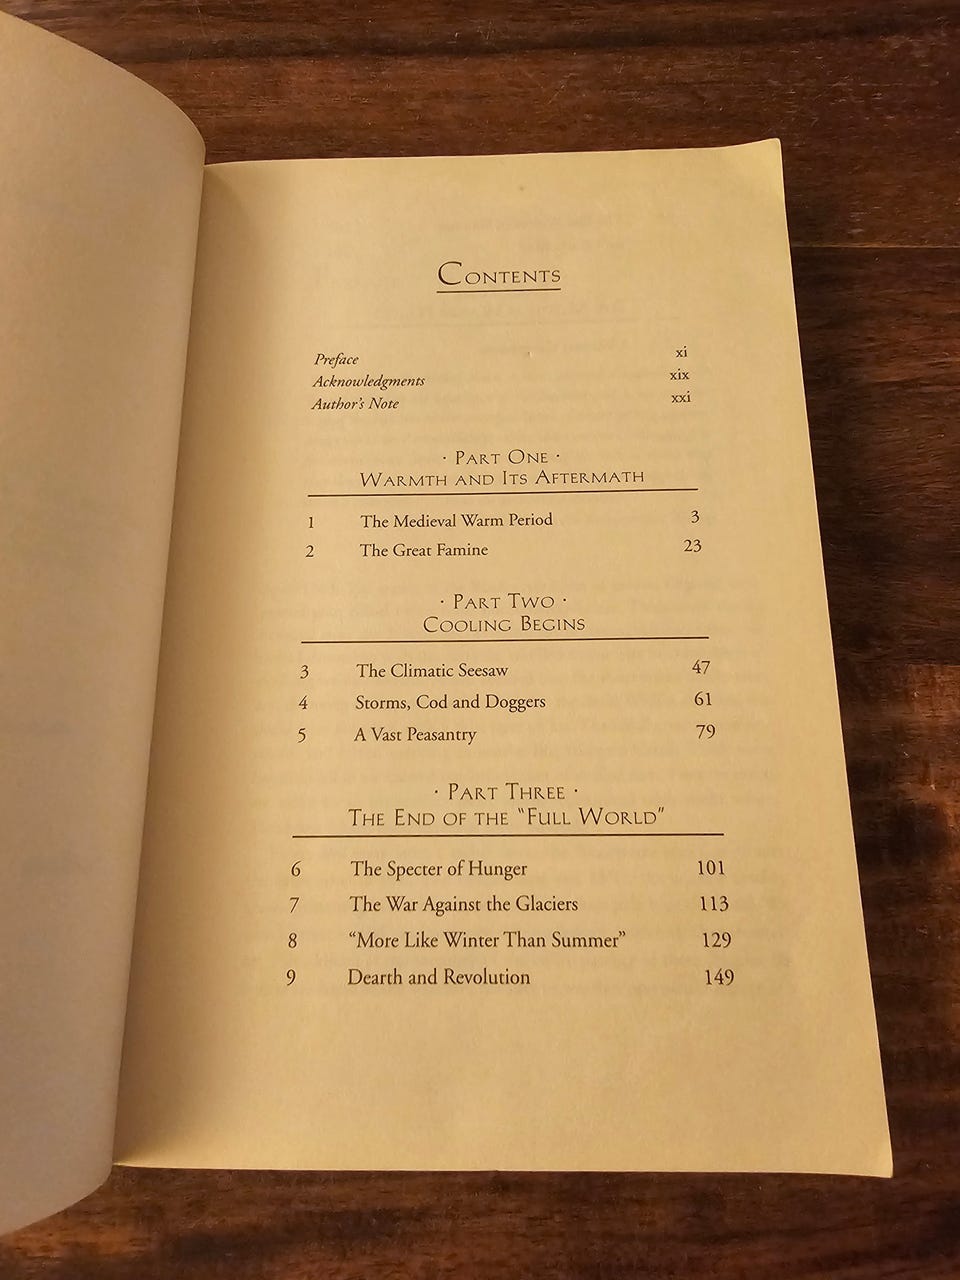 Contents
Preface xi
Acknowledgments xix
Author's Note xxi
· Part One ·
Warmth and Its Aftermath
1 The Medieval Warm Period 3
2 The Great Famine 23
· Part Two ·
Cooling Begins
3 The Climatic Seesaw 47
4 Storms, Cod and Doggers 61
5 A Vast Peasantry 79
· Part Three ·
The End of the "Full World"
6 The Specter of Hunger 101
7 The War Against the Glaciers 113
8 “More Like Winter Than Summer” 129
9 Dearth and Revolution 149